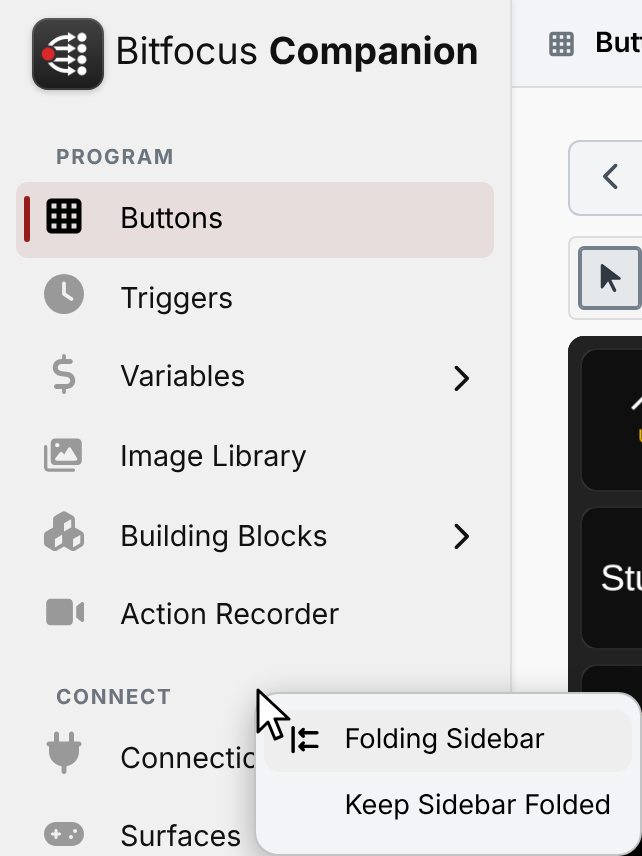 Bitfocus Companion
PROGRAM
Buttons
Triggers
Variables
Image Library
Building Blocks
Action Recorder
CONNECT
Surfaces
Folding Sidebar
Keep Sidebar Folded